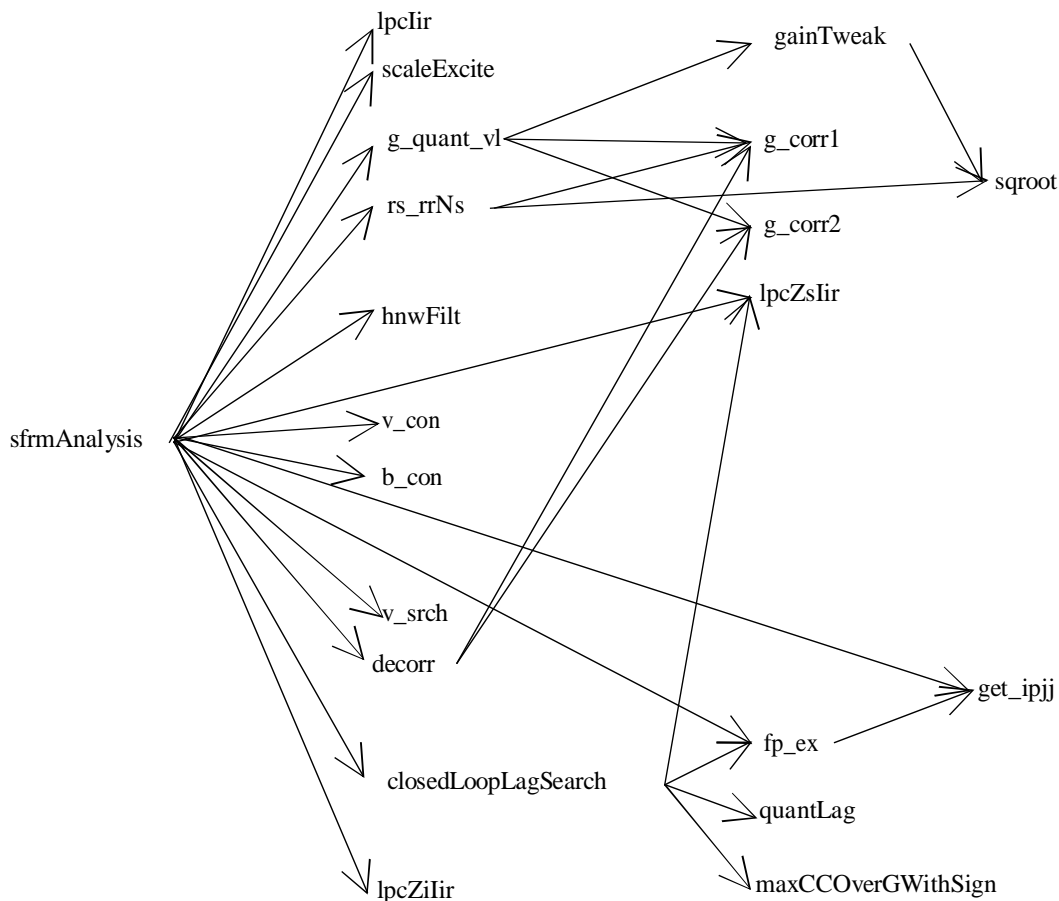 lpcIir
scaleExcite
g_quant_vl
rs_rrNs
hnwFilt
sfrmAnalysis
v_con
b_con
v_srch
decorr
closedLoopLagSearch
lpcZiIir
gainTweak
g_corr1
g_corr2
lpcZsIir
fp_ex
quantLag
maxCCOverGWithSign
sqroot
get_ipjj